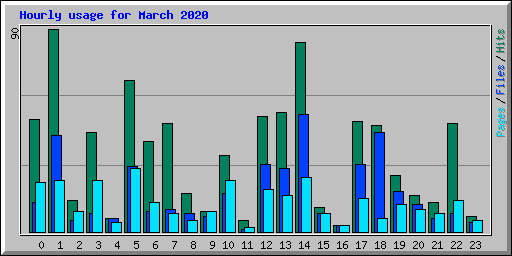 Hourly usage for March 2020
90
Pages/Files/Hits
0 1 2 3 4 5 6 7 8 9 10 11 12 13 14 15 16 17 18 19 20 21 22 23